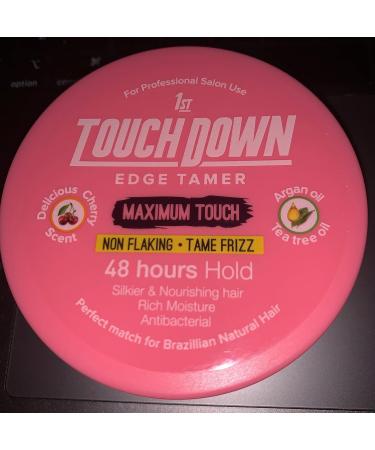 option
For Professional Salon Use
1ST
TOUCH DOWN
EDGE TAMER
MAXIMUM TOUCH
Delicious Cherry
Scent
Argan oil
Tea tree oil
NON FLAKING • TAME FRIZZ
48 hours Hold
Silkier & Nourishing hair
Rich Moisture
Antibacterial
Perfect match for Brazillian Natural Hair